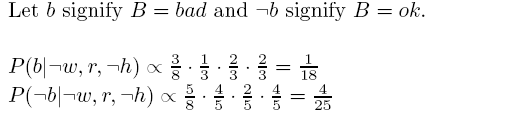 Let b signify B = bad and ¬b signify B = ok.
P(b|¬w, r, ¬h) ∝ 3/8 · 1/3 · 2/3 · 2/3 = 1/18
P(¬b|¬w, r, ¬h) ∝ 5/8 · 4/5 · 2/5 · 4/5 = 4/25